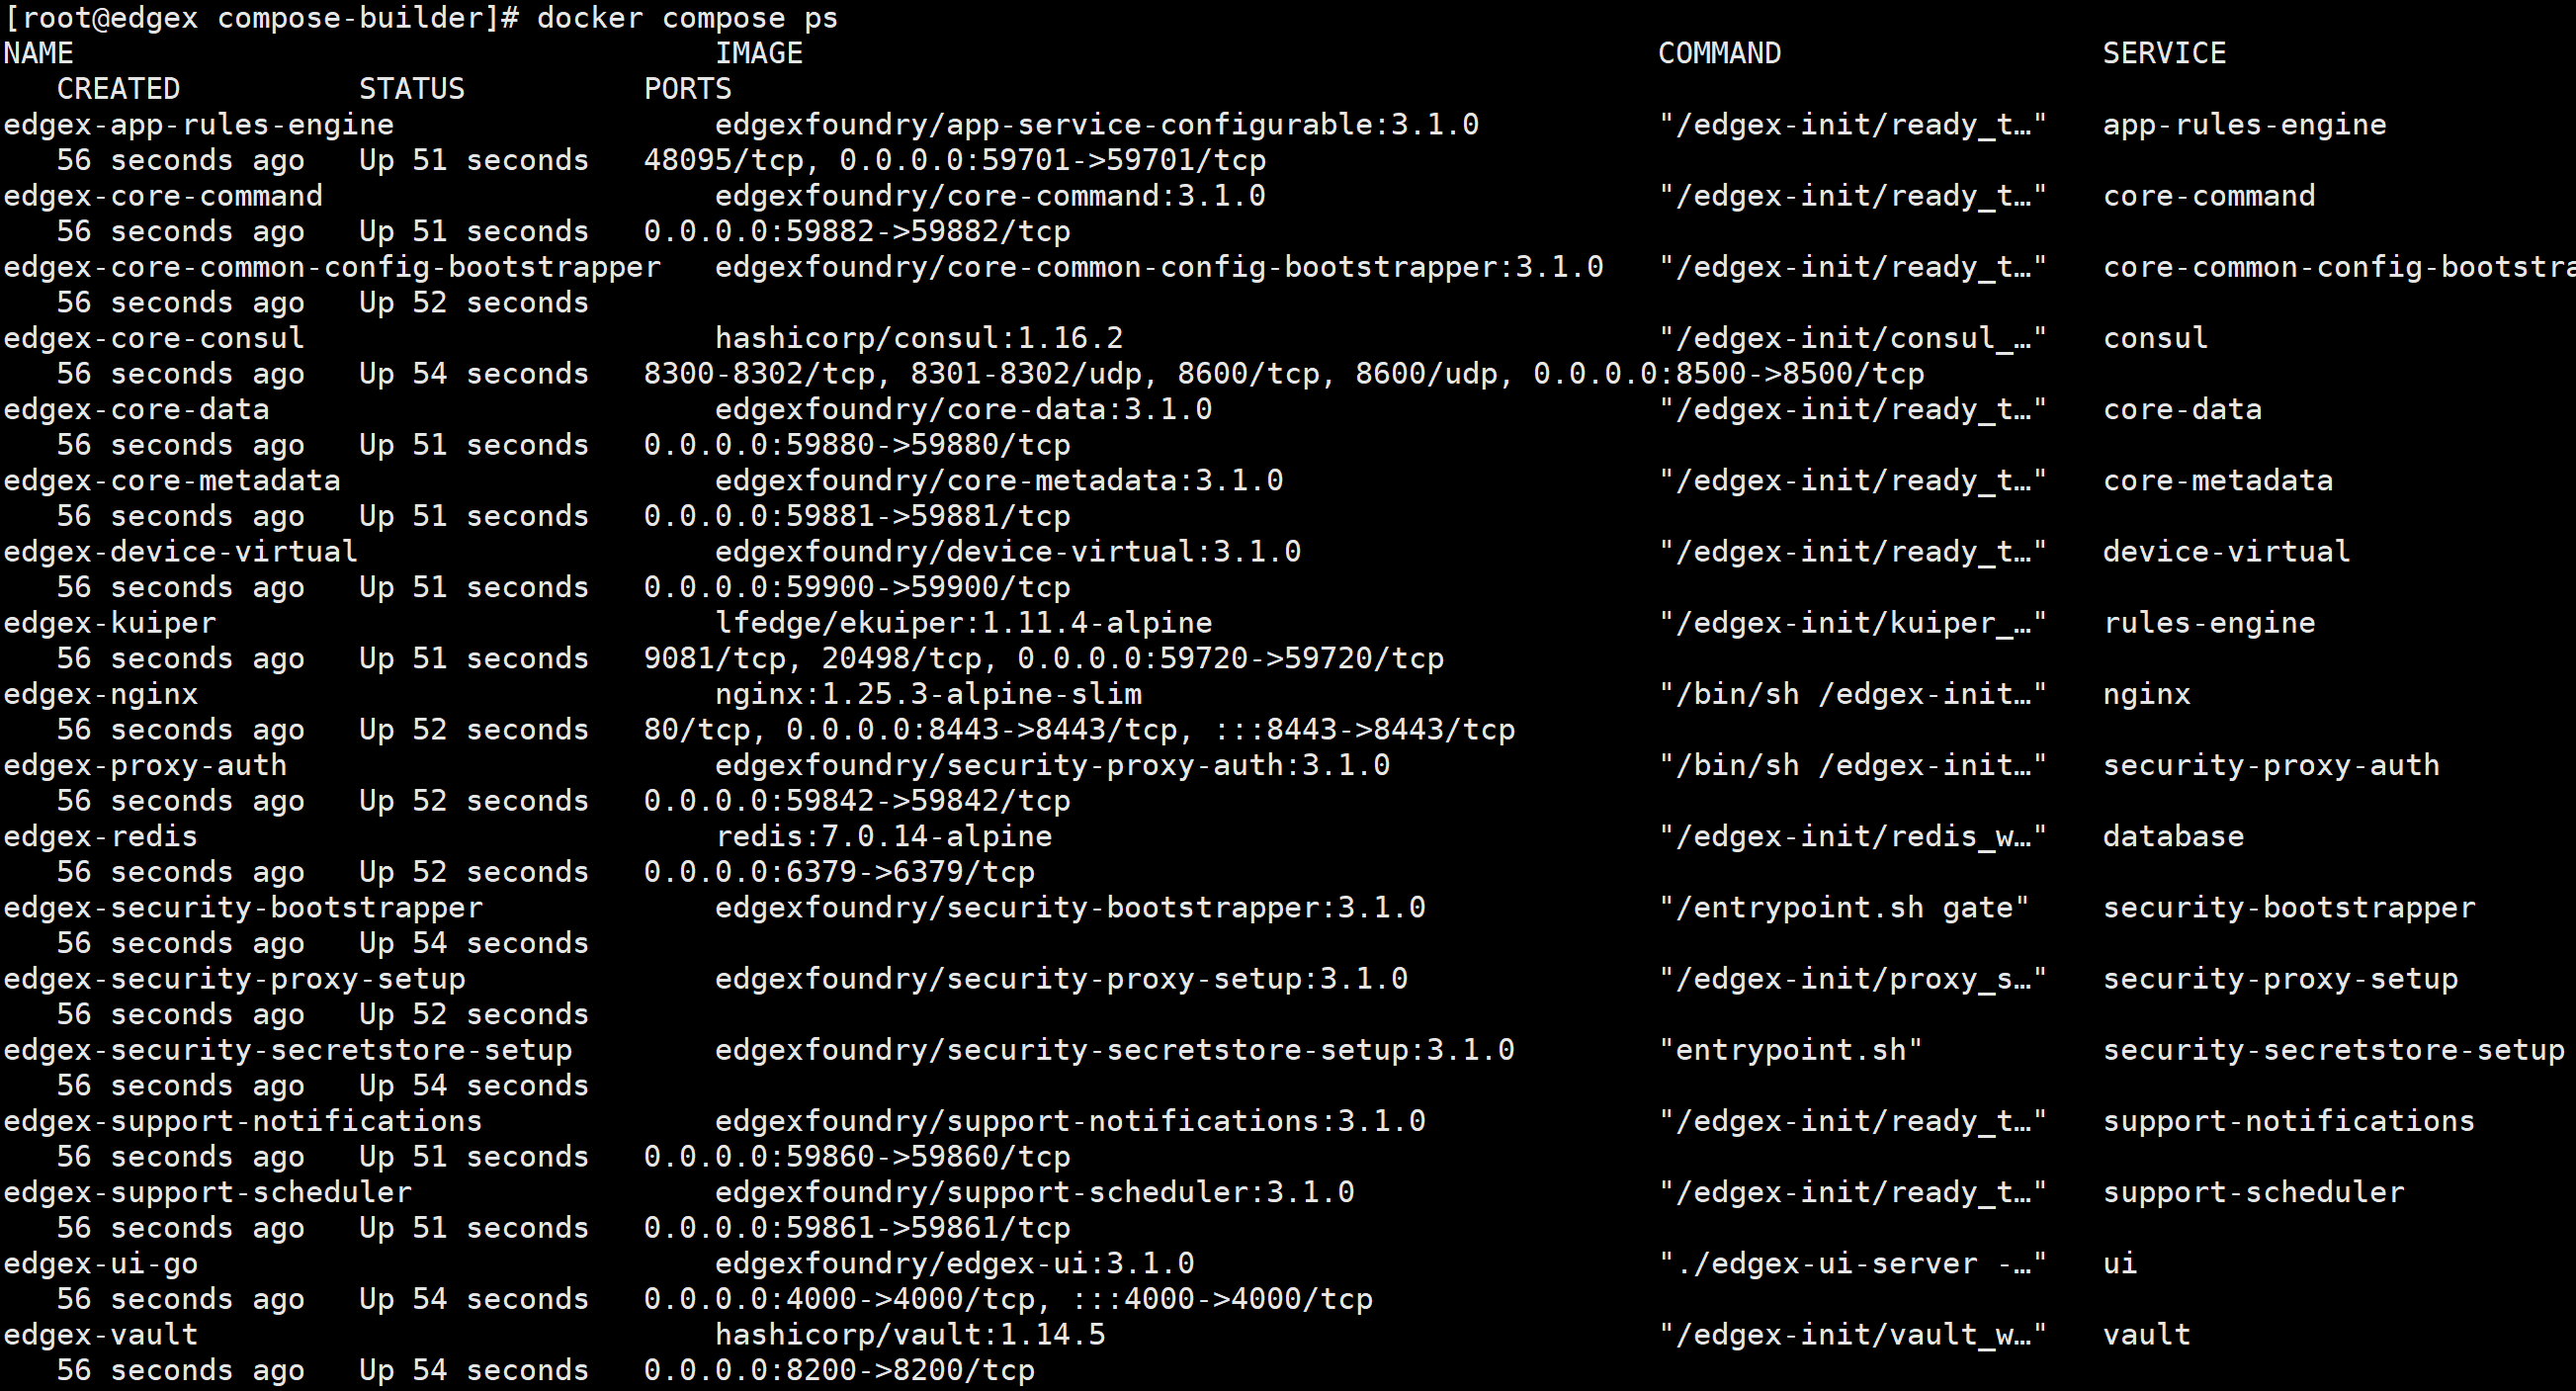 [root@edgex compose-builder]# docker compose ps
NAME                                    IMAGE                                                COMMAND                  SERVICE
   CREATED          STATUS          PORTS
edgex-app-rules-engine                  edgexfoundry/app-service-configurable:3.1.0          "/edgex-init/ready_t…"   app-rules-engine
   56 seconds ago   Up 51 seconds   48095/tcp, 0.0.0.0:59701->59701/tcp
edgex-core-command                      edgexfoundry/core-command:3.1.0                      "/edgex-init/ready_t…"   core-command
   56 seconds ago   Up 51 seconds   0.0.0.0:59882->59882/tcp
edgex-core-common-config-bootstrapper   edgexfoundry/core-common-config-bootstrapper:3.1.0   "/edgex-init/ready_t…"   core-common-config-bootstra
   56 seconds ago   Up 52 seconds
edgex-core-consul                       hashicorp/consul:1.16.2                              "/edgex-init/consul_…"   consul
   56 seconds ago   Up 54 seconds   8300-8302/tcp, 8301-8302/udp, 8600/tcp, 8600/udp, 0.0.0.0:8500->8500/tcp
edgex-core-data                         edgexfoundry/core-data:3.1.0                         "/edgex-init/ready_t…"   core-data
   56 seconds ago   Up 51 seconds   0.0.0.0:59880->59880/tcp
edgex-core-metadata                     edgexfoundry/core-metadata:3.1.0                     "/edgex-init/ready_t…"   core-metadata
   56 seconds ago   Up 51 seconds   0.0.0.0:59881->59881/tcp
edgex-device-virtual                    edgexfoundry/device-virtual:3.1.0                    "/edgex-init/ready_t…"   device-virtual
   56 seconds ago   Up 51 seconds   0.0.0.0:59900->59900/tcp
edgex-kuiper                            lfedge/ekuiper:1.11.4-alpine                         "/edgex-init/kuiper_…"   rules-engine
   56 seconds ago   Up 51 seconds   9081/tcp, 20498/tcp, 0.0.0.0:59720->59720/tcp
edgex-nginx                             nginx:1.25.3-alpine-slim                             "/bin/sh /edgex-init…"   nginx
   56 seconds ago   Up 52 seconds   80/tcp, 0.0.0.0:8443->8443/tcp, :::8443->8443/tcp
edgex-proxy-auth                        edgexfoundry/security-proxy-auth:3.1.0               "/bin/sh /edgex-init…"   security-proxy-auth
   56 seconds ago   Up 52 seconds   0.0.0.0:59842->59842/tcp
edgex-redis                             redis:7.0.14-alpine                                  "/edgex-init/redis_w…"   database
   56 seconds ago   Up 52 seconds   0.0.0.0:6379->6379/tcp
edgex-security-bootstrapper             edgexfoundry/security-bootstrapper:3.1.0             "/entrypoint.sh gate"    security-bootstrapper
   56 seconds ago   Up 54 seconds
edgex-security-proxy-setup              edgexfoundry/security-proxy-setup:3.1.0              "/edgex-init/proxy_s…"   security-proxy-setup
   56 seconds ago   Up 52 seconds
edgex-security-secretstore-setup        edgexfoundry/security-secretstore-setup:3.1.0        "entrypoint.sh"          security-secretstore-setup
   56 seconds ago   Up 54 seconds
edgex-support-notifications             edgexfoundry/support-notifications:3.1.0             "/edgex-init/ready_t…"   support-notifications
   56 seconds ago   Up 51 seconds   0.0.0.0:59860->59860/tcp
edgex-support-scheduler                 edgexfoundry/support-scheduler:3.1.0                 "/edgex-init/ready_t…"   support-scheduler
   56 seconds ago   Up 51 seconds   0.0.0.0:59861->59861/tcp
edgex-ui-go                             edgexfoundry/edgex-ui:3.1.0                          "./edgex-ui-server -…"   ui
   56 seconds ago   Up 54 seconds   0.0.0.0:4000->4000/tcp, :::4000->4000/tcp
edgex-vault                             hashicorp/vault:1.14.5                               "/edgex-init/vault_w…"   vault
   56 seconds ago   Up 54 seconds   0.0.0.0:8200->8200/tcp